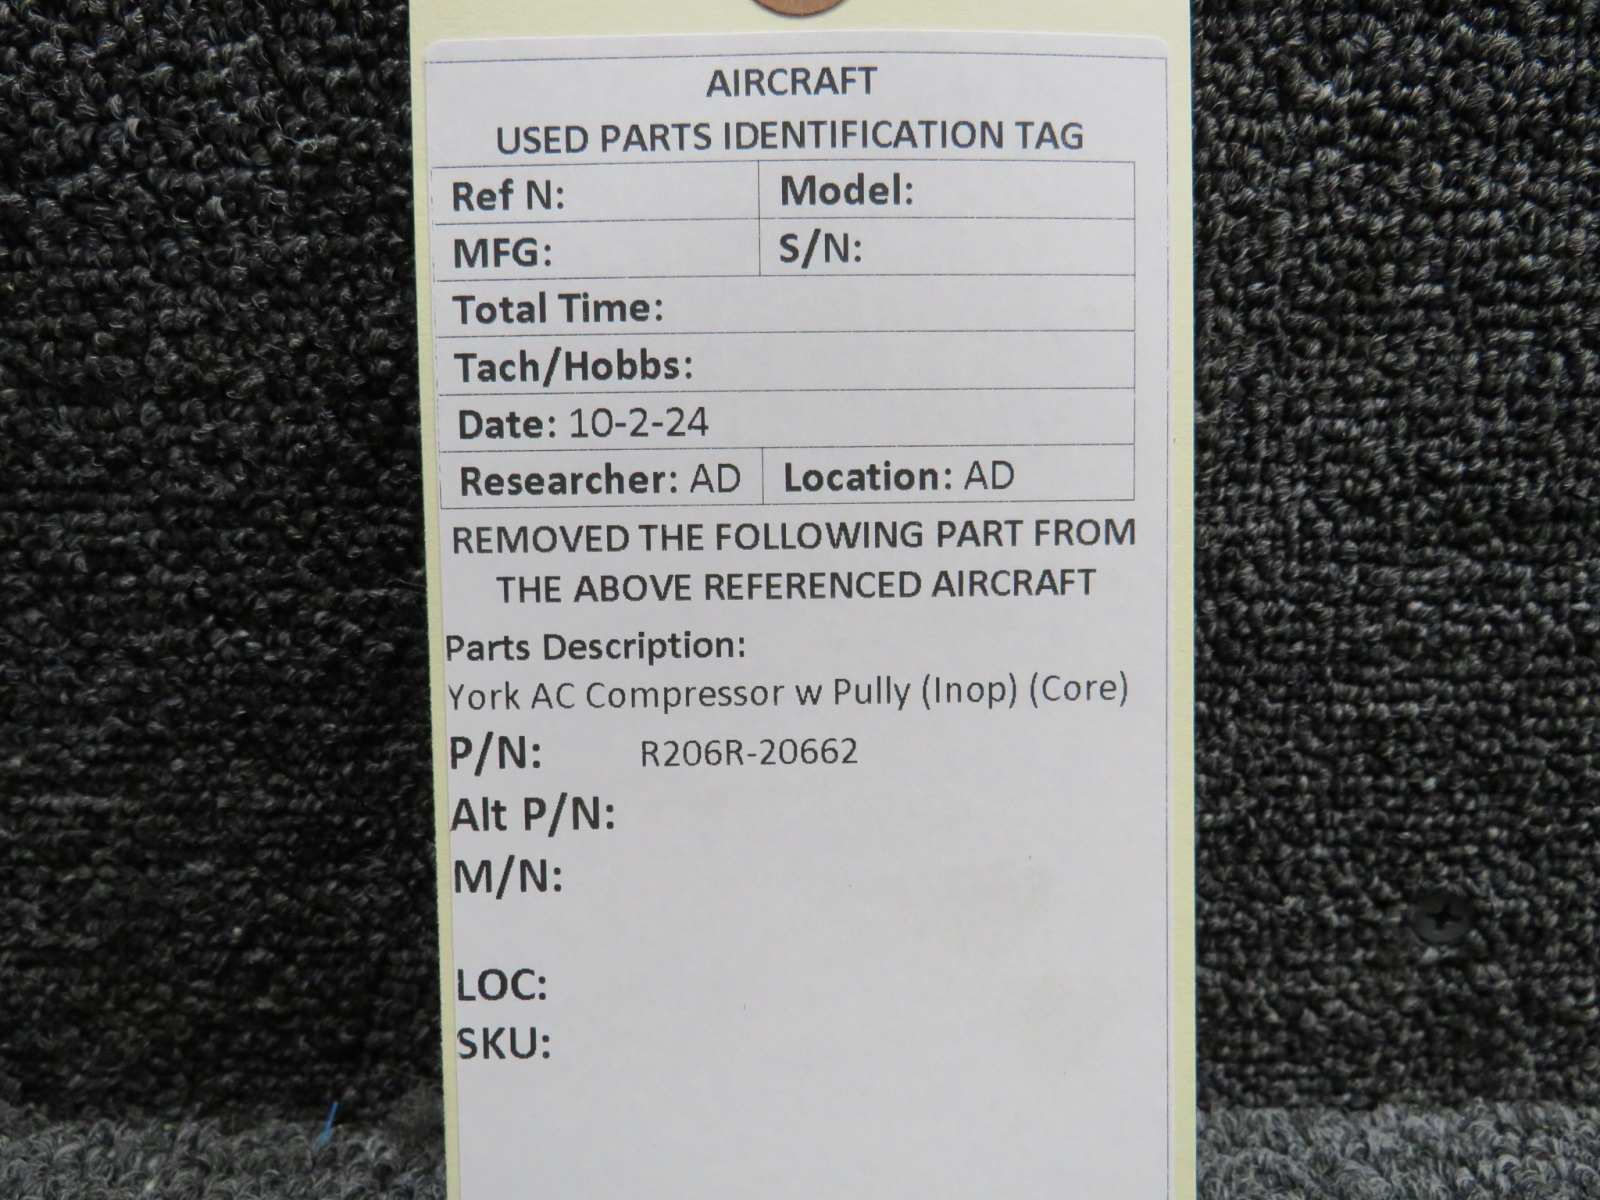 AIRCRAFT
USED PARTS IDENTIFICATION TAG
Ref N: Model:
MFG: S/N:
Total Time:
Tach/Hobbs:
Date: 10-2-24
Researcher: AD Location: AD
REMOVED THE FOLLOWING PART FROM
THE ABOVE REFERENCED AIRCRAFT
Parts Description:
York AC Compressor w Pully (Inop) (Core)
P/N: R206R-20662
Alt P/N:
M/N:
LOC:
SKU: